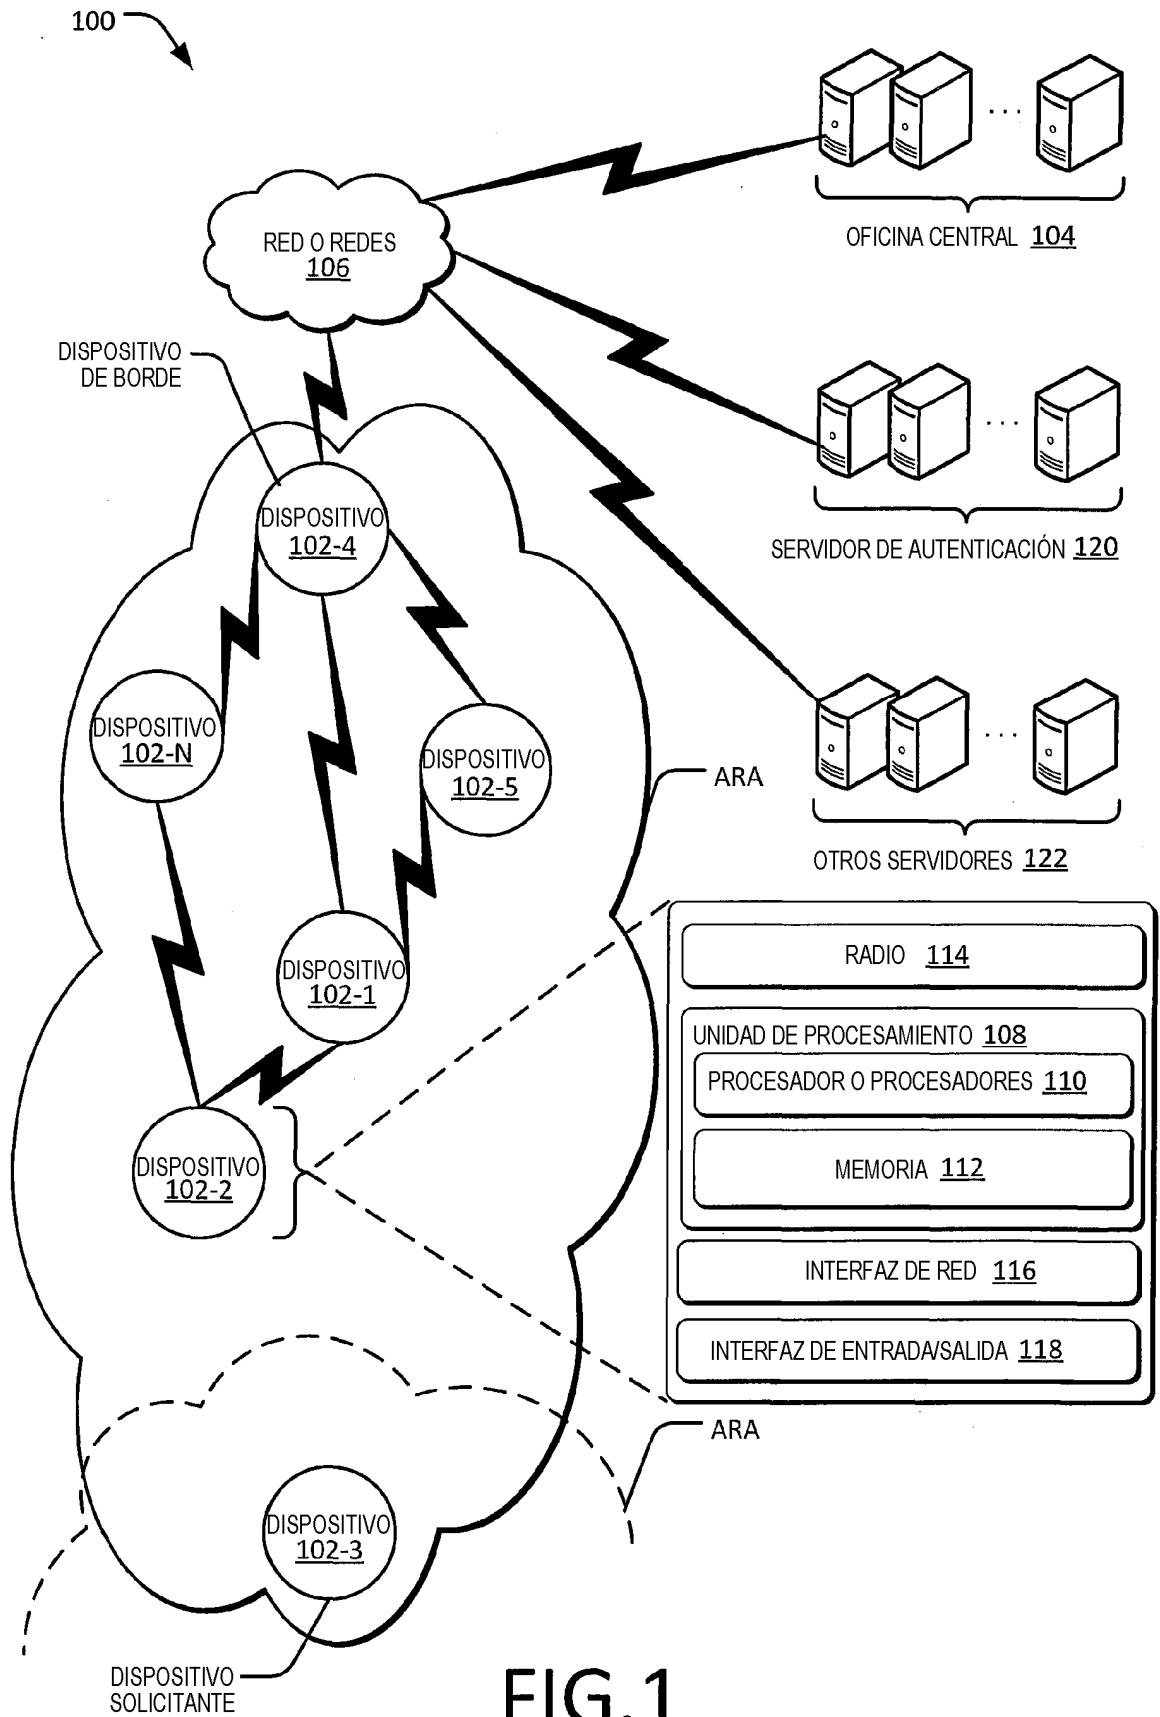 100
OFICINA CENTRAL 104
RED O REDES
106
DISPOSITIVO
DE BORDE
DISPOSITIVO
102-4
SERVIDOR DE AUTENTICACIÓN 120
DISPOSITIVO
102-N
DISPOSITIVO
102-5
ARA
OTROS SERVIDORES 122
DISPOSITIVO
102-1
RADIO 114
UNIDAD DE PROCESAMIENTO 108
PROCESADOR O PROCESADORES 110
MEMORIA 112
DISPOSITIVO
102-2
INTERFAZ DE RED 116
INTERFAZ DE ENTRADA/SALIDA 118
ARA
DISPOSITIVO
102-3
DISPOSITIVO
SOLICITANTE
FIG.1